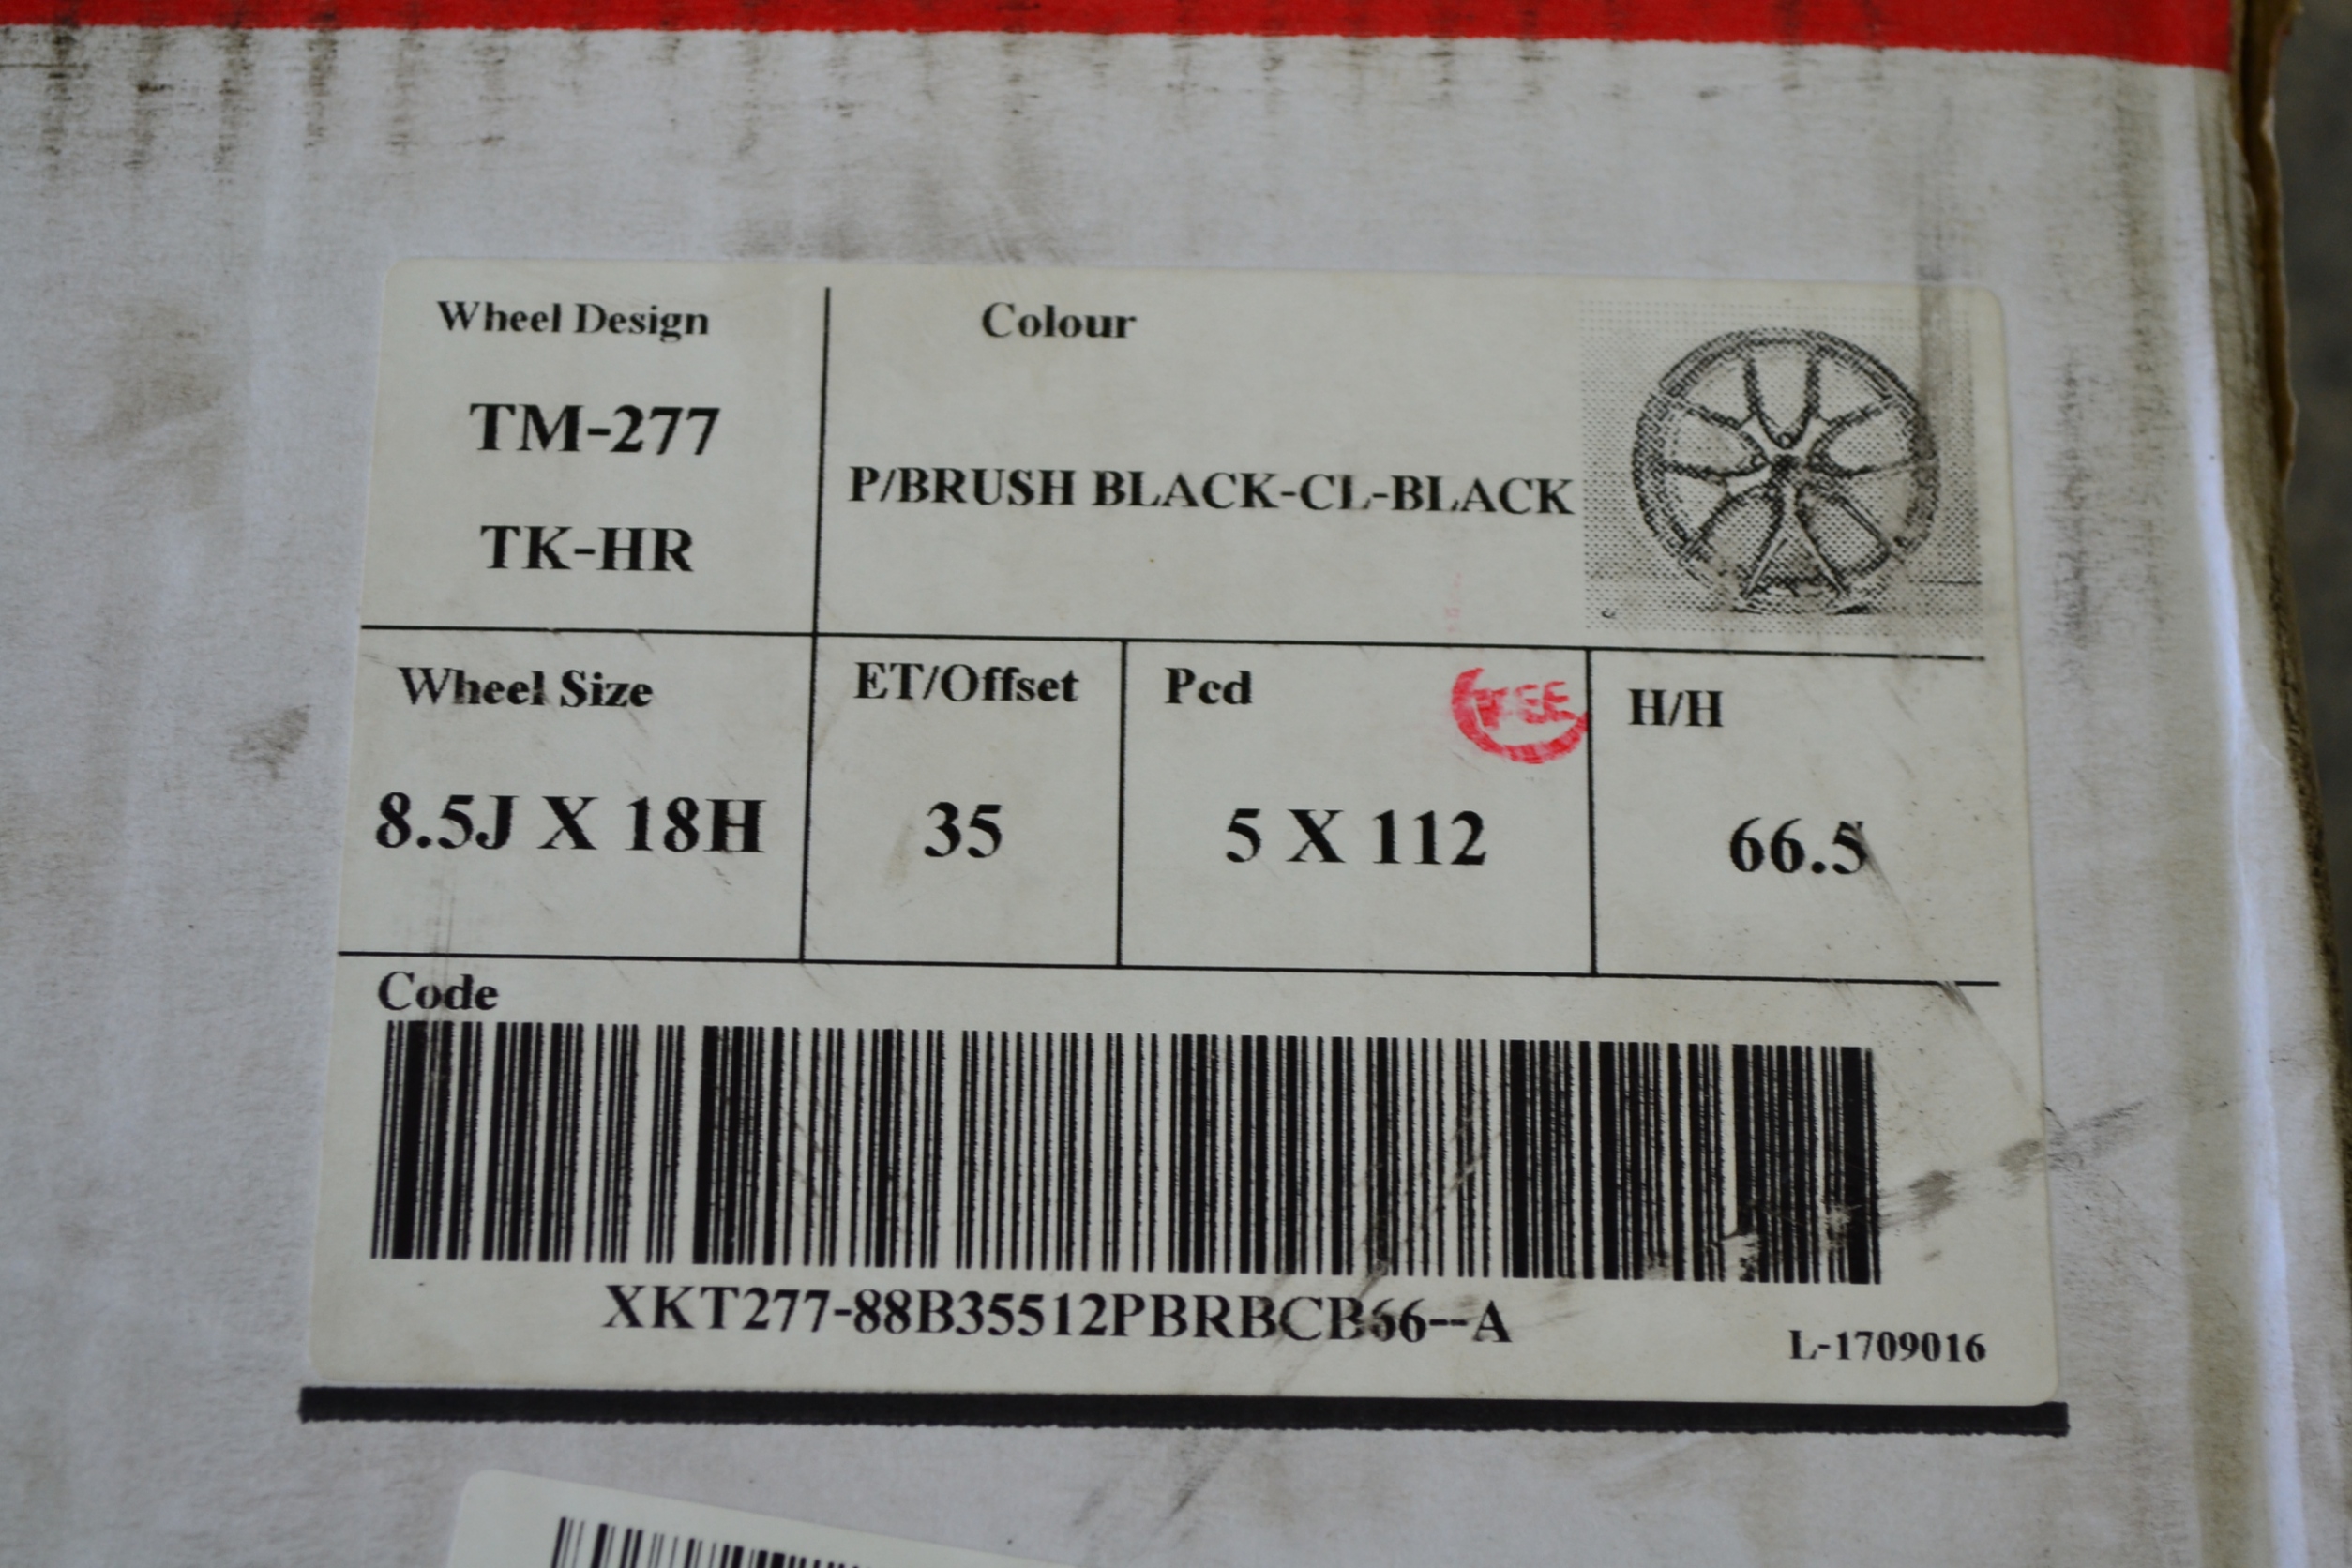 Wheel Design
Colour
TM-277
TK-HR
P/BRUSH BLACK-CL-BLACK
Wheel Size
ET/Offset
Pcd
H/H
8.5J X 18H
35
5 X 112
66.5
Code
XKT277-88B35512PBRBCB66--A
L-1709016